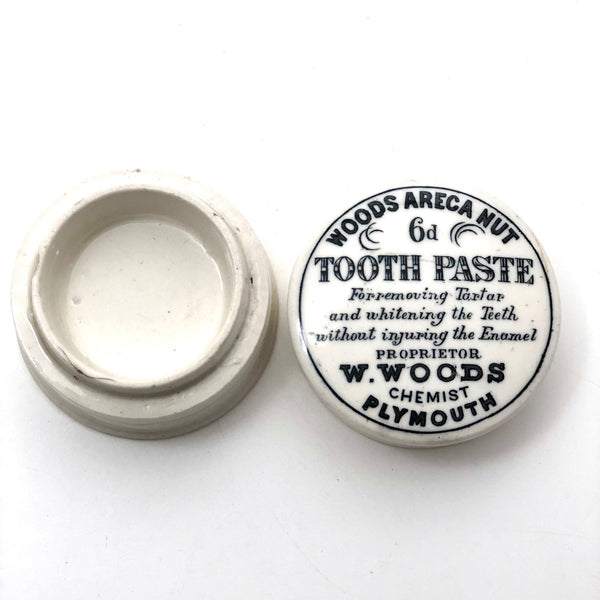 WOODS ARECA NUT
6d
TOOTH PASTE
For removing Tartar
and whitening the Teeth
without injuring the Enamel
PROPRIETOR
W. WOODS
CHEMIST
PLYMOUTH